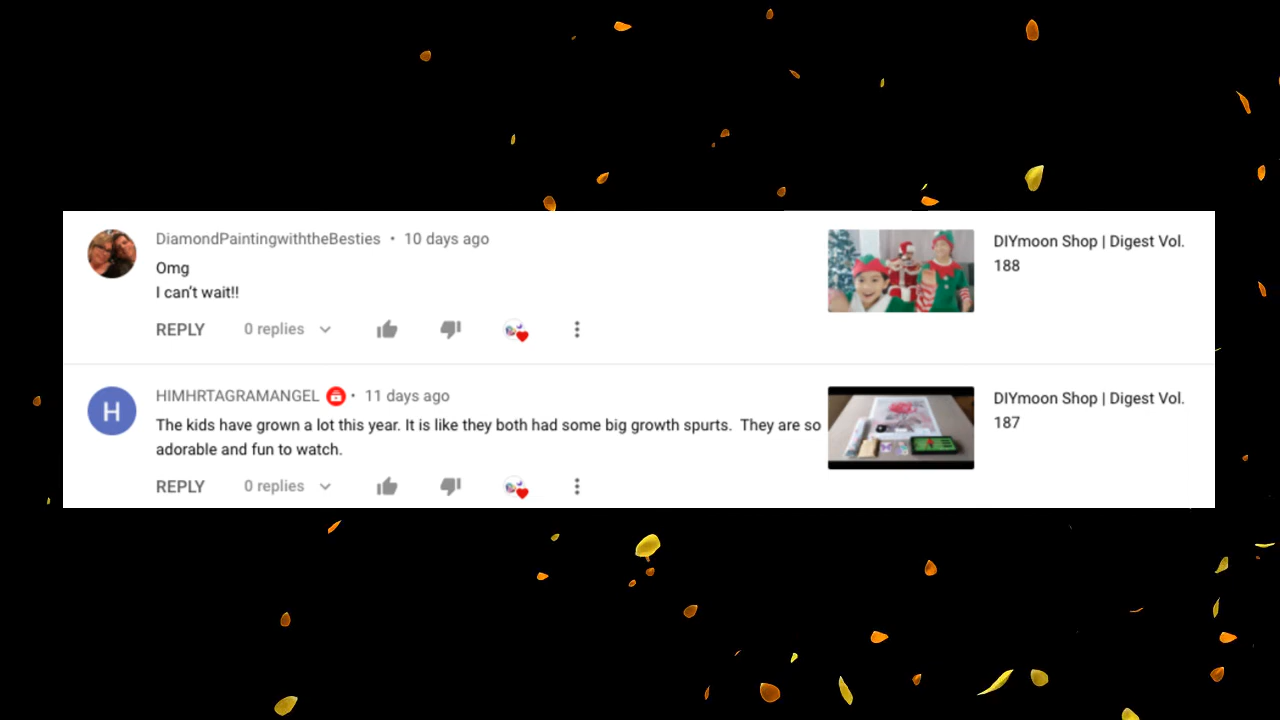 DiamondPaintingwiththeBesties • 10 days ago
Omg
I can't wait!!
REPLY 0 replies
DIYmoon Shop | Digest Vol.
188
H
HIMHRTAGRAMANGEL • 11 days ago
The kids have grown a lot this year. It is like they both had some big growth spurts.  They are so
adorable and fun to watch.
REPLY 0 replies
DIYmoon Shop | Digest Vol.
187